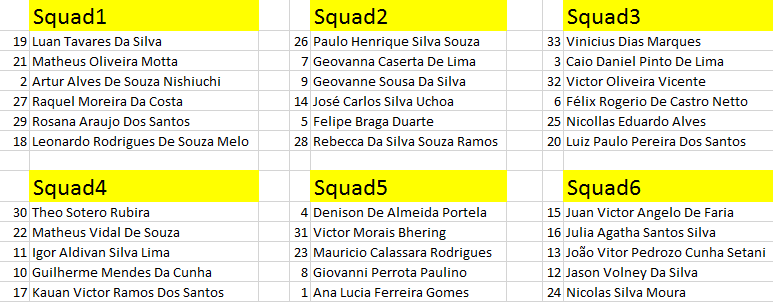 Squad1 Squad2 Squad3
19 Luan Tavares Da Silva 26 Paulo Henrique Silva Souza 33 Vinicius Dias Marques
21 Matheus Oliveira Motta 7 Geovanna Caserta De Lima 3 Caio Daniel Pinto De Lima
2 Artur Alves De Souza Nishiuchi 9 Geovanne Sousa Da Silva 32 Victor Oliveira Vicente
27 Raquel Moreira Da Costa 14 José Carlos Silva Uchoa 6 Félix Rogerio De Castro Netto
29 Rosana Araujo Dos Santos 5 Felipe Braga Duarte 25 Nicollas Eduardo Alves
18 Leonardo Rodrigues De Souza Melo 28 Rebecca Da Silva Souza Ramos 20 Luiz Paulo Pereira Dos Santos
Squad4 Squad5 Squad6
30 Theo Sotero Rubira 4 Denison De Almeida Portela 15 Juan Victor Angelo De Faria
22 Matheus Vidal De Souza 31 Victor Morais Bhering 16 Julia Agatha Santos Silva
11 Igor Aldivan Silva Lima 23 Mauricio Calassara Rodrigues 13 João Vitor Pedrozo Cunha Setani
10 Guilherme Mendes Da Cunha 8 Giovanni Perrota Paulino 12 Jason Volney Da Silva
17 Kauan Victor Ramos Dos Santos 1 Ana Lucia Ferreira Gomes 24 Nicolas Silva Moura